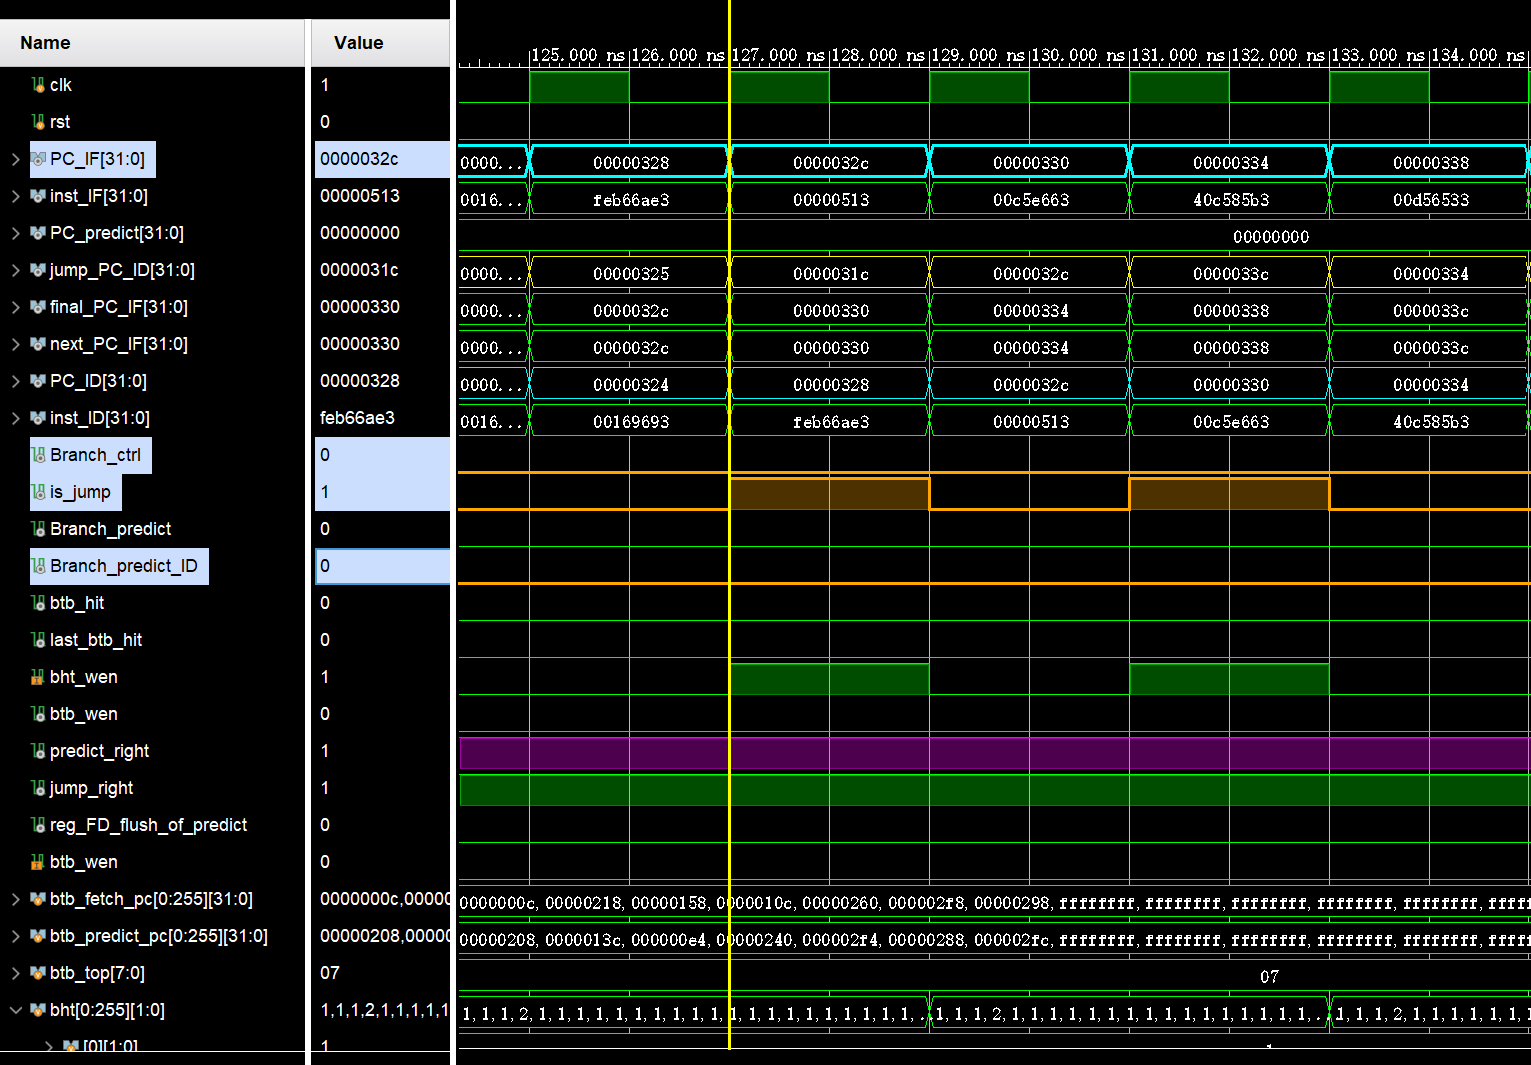 Name Value
125.000 ns 126.000 ns 127.000 ns 128.000 ns 129.000 ns 130.000 ns 131.000 ns 132.000 ns 133.000 ns 134.000 ns
clk 1
rst 0
PC_IF[31:0] 0000032c 0000... 00000328 0000032c 00000330 00000334 00000338
inst_IF[31:0] 00000513 0016... feb66ae3 00000513 00c5e663 40c585b3 00d56533
PC_predict[31:0] 00000000 00000000
jump_PC_ID[31:0] 0000031c 0000... 00000325 0000031c 0000032c 0000033c 00000334
final_PC_IF[31:0] 00000330 0000... 0000032c 00000330 00000334 00000338 0000033c
next_PC_IF[31:0] 00000330 0000... 0000032c 00000330 00000334 00000338 0000033c
PC_ID[31:0] 00000328 0000... 00000324 00000328 0000032c 00000330 00000334
inst_ID[31:0] feb66ae3 0016... 00169693 feb66ae3 00000513 00c5e663 40c585b3
Branch_ctrl 0
is_jump 1
Branch_predict 0
Branch_predict_ID 0
btb_hit 0
last_btb_hit 0
bht_wen 1
btb_wen 0
predict_right 1
jump_right 1
reg_FD_flush_of_predict 0
btb_wen 0
btb_fetch_pc[0:255][31:0] 0000000c,00000 0000000c,00000218,00000158,0000010c,00000260,000002f8,00000298,ffffffff,ffffffff,ffffffff,ffffffff,ffffffff,fffff
btb_predict_pc[0:255][31:0] 00000208,00000 00000208,0000013c,000000e4,00000240,000002f4,00000288,000002fc,ffffffff,ffffffff,ffffffff,ffffffff,ffffffff,fffff
btb_top[7:0] 07 07
bht[0:255][1:0] 1,1,1,2,1,1,1,1,1 1,1,1,2,1,1,1,1,1,1,1,1,1,1,1,1,1,1,1,1,1,.. 1,1,1,2,1,1,1,1,1,1,1,1,1,1,1,1,1,.. 1,1,1,2,1,1,1,1,1
[0][1:0] 1